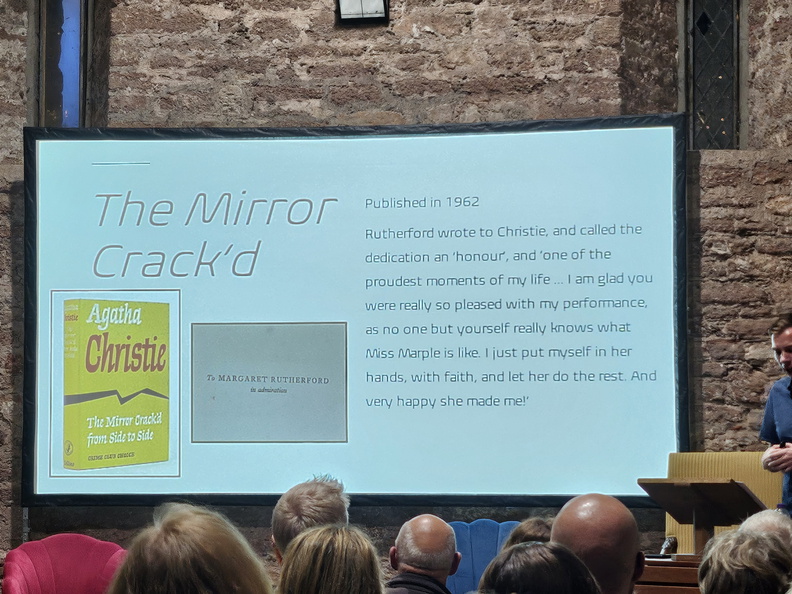 The Mirror
Crack'd
Published in 1962
Rutherford wrote to Christie, and called the
dedication an 'honour', and 'one of the
proudest moments of my life ... I am glad you
were really so pleased with my performance,
as no one but yourself really knows what
Miss Marple is like. I just put myself in her
hands, with faith, and let her do the rest. And
very happy she made me!'
Agatha
Christie
The Mirror Crack'd
from Side to Side
To MARGARET RUTHERFORD
in admiration